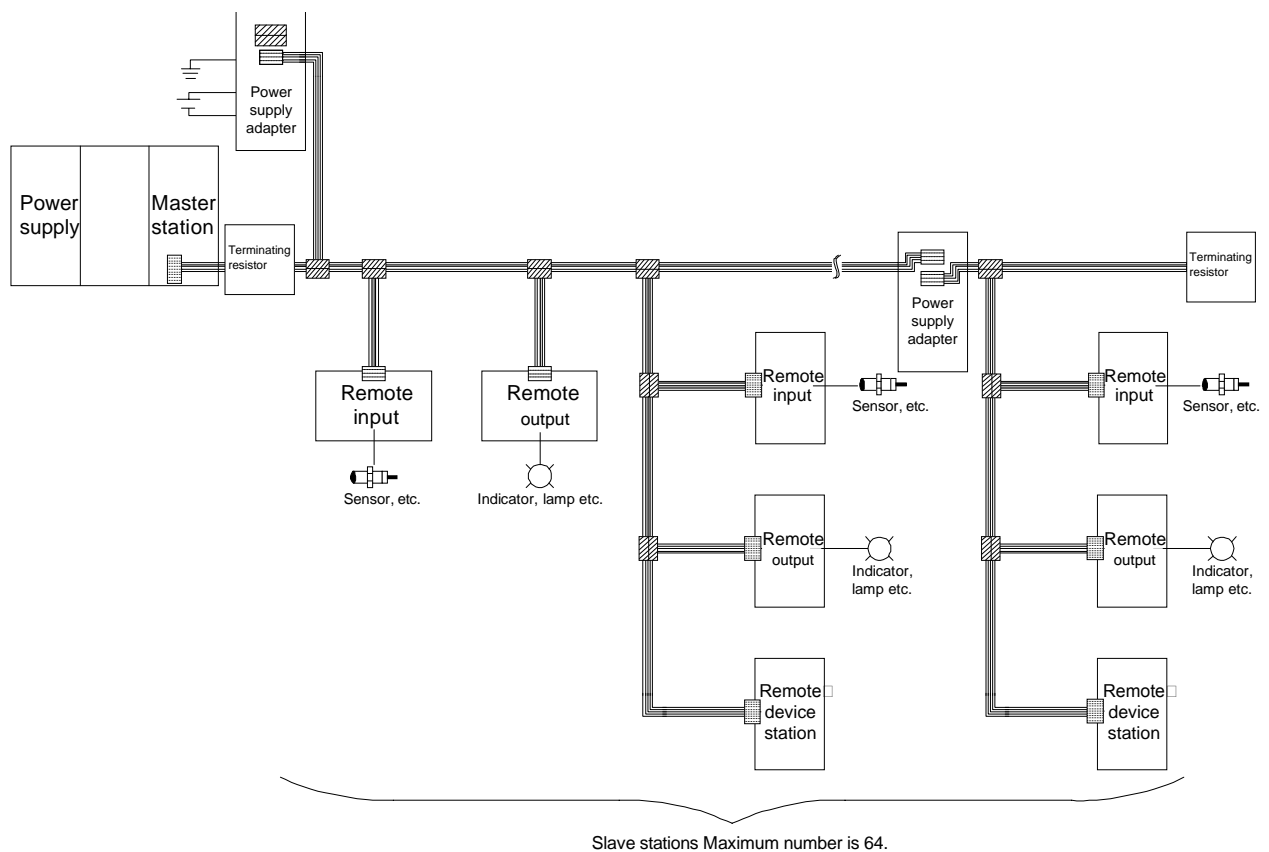 Power
supply
adapter
Power
supply
Master
station
Terminating
resistor
Power
supply
adapter
Terminating
resistor
Remote
input
Sensor, etc.
Remote
output
Indicator, lamp etc.
Remote
input
Sensor, etc.
Remote
input
Sensor, etc.
Remote
output
Indicator,
lamp etc.
Remote
output
Indicator,
lamp etc.
Remote
device
station
Remote
device
station
Slave stations Maximum number is 64.